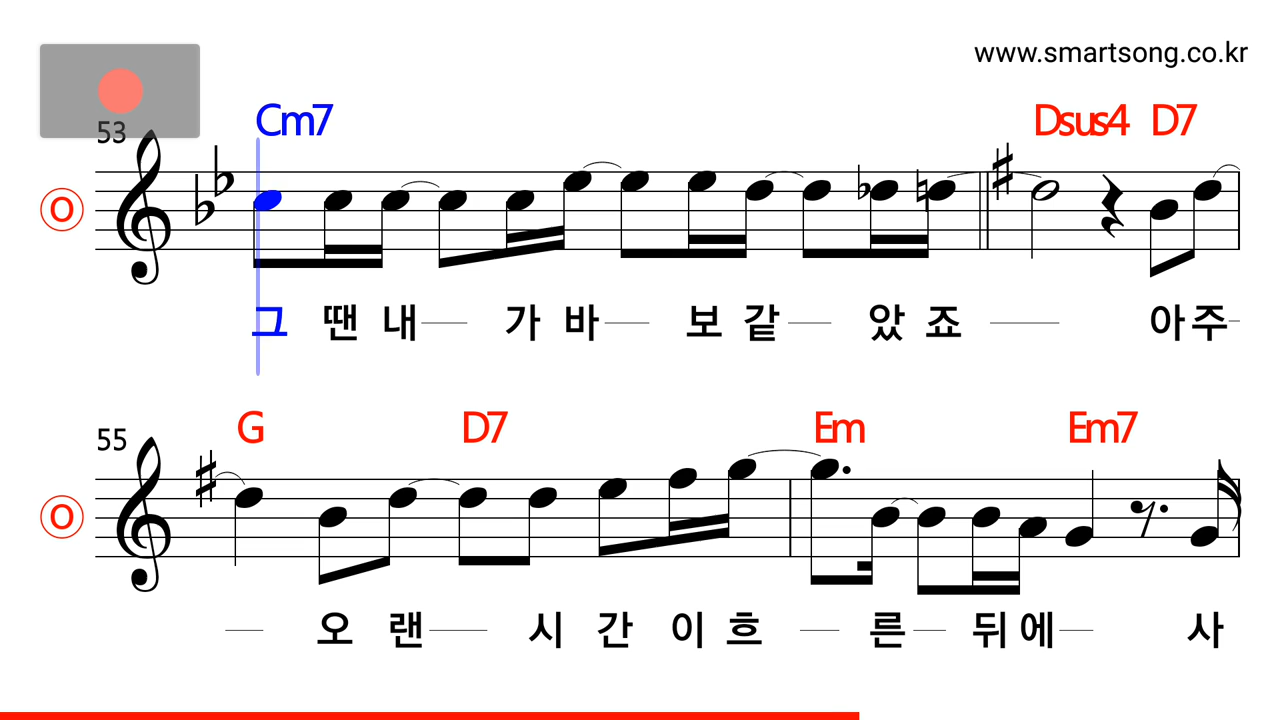 www.smartsong.co.kr
Cm7 Dsus4 D7
53
O
그 땐 내 가 바 보 같 았 죠 아 주
G D7 Em Em7
55
O
오 랜 시 간 이 흐 른 뒤 에 사